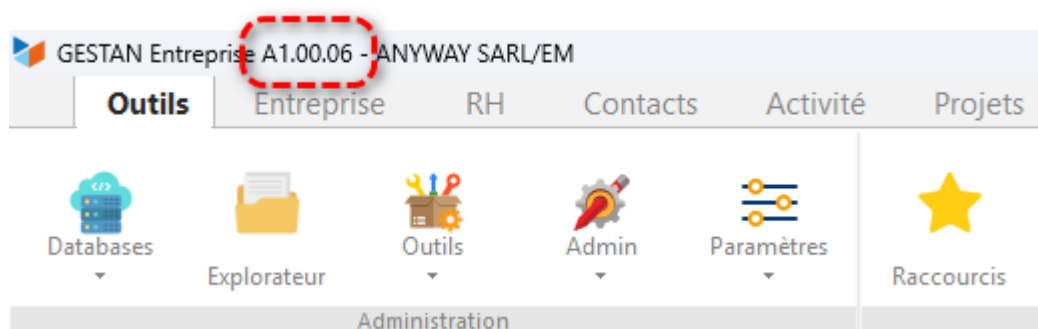 GESTAN Entreprise A1.00.06 - ANYWAY SARL/EM
Outils Entreprise RH Contacts Activité Projets
Databases Outils Admin Paramètres
Explorateur Raccourcis
Administration